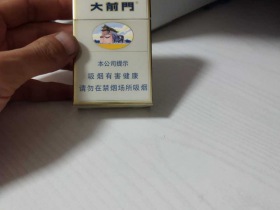 大前門
本公司提示
吸烟有害健康
请勿在禁烟场所吸烟